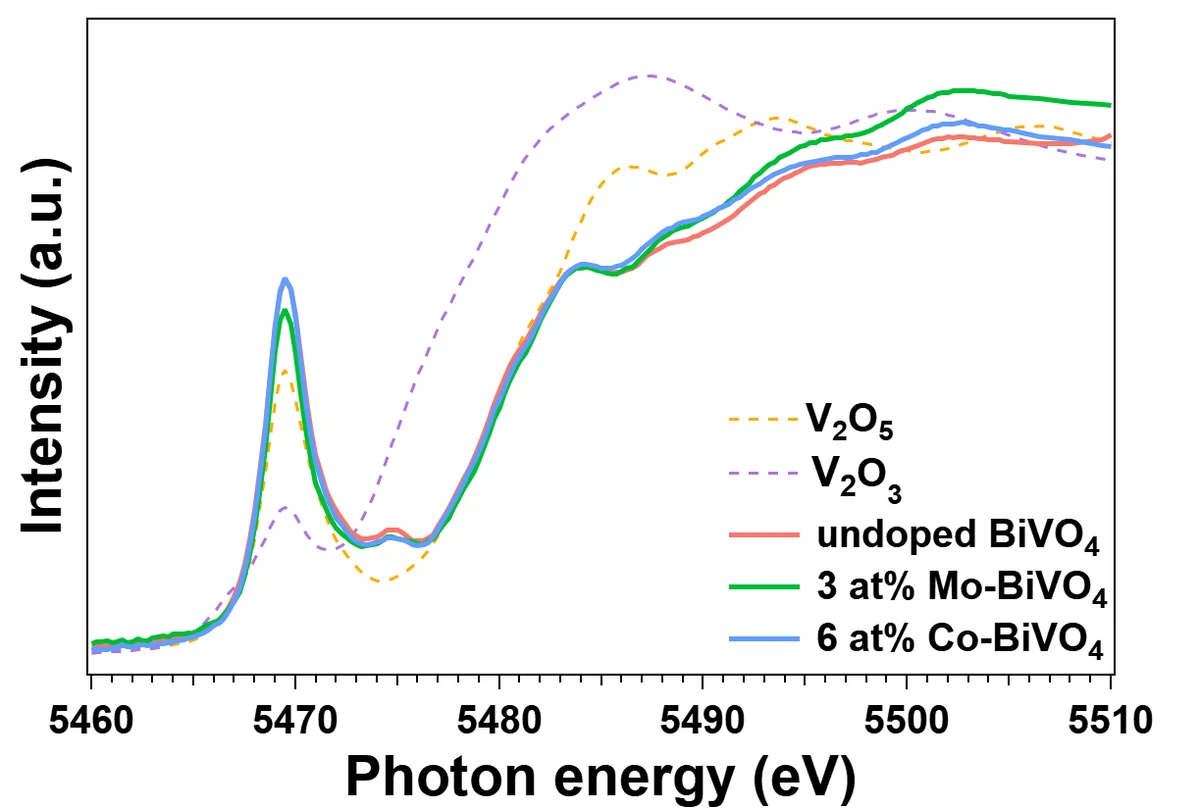 Intensity (a.u.)
V₂O₅
V₂O₃
undoped BiVO₄
3 at% Mo-BiVO₄
6 at% Co-BiVO₄
5460 5470 5480 5490 5500 5510
Photon energy (eV)